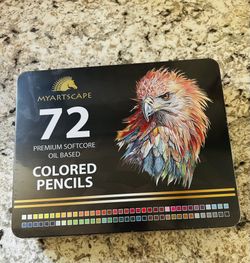 MYARTSCAPE
72
PREMIUM SOFTCORE
OIL BASED
COLORED
PENCILS